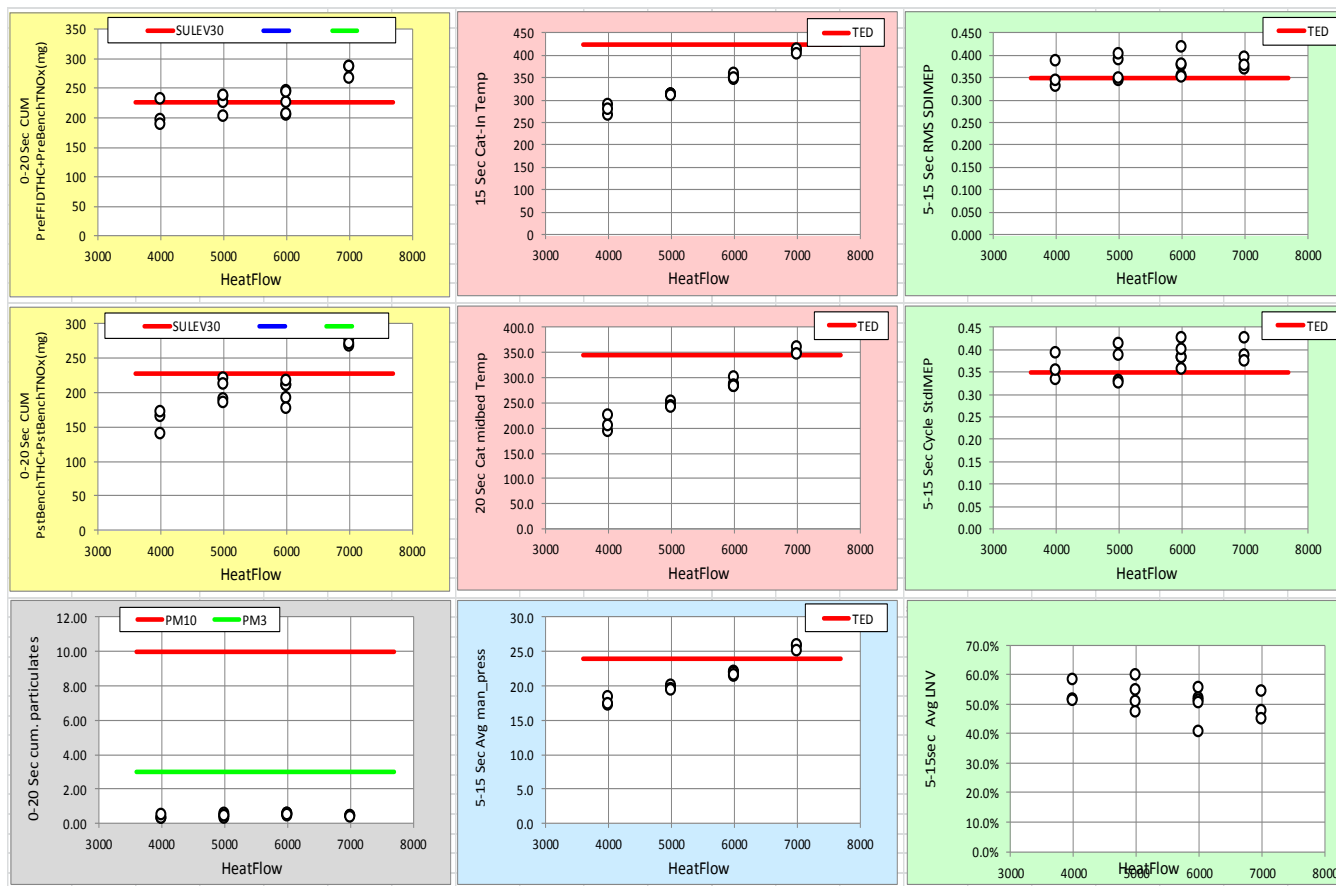 SULEV30
350
300
250
200
150
100
50
0
3000 4000 5000 6000 7000 8000
HeatFlow
0-20 Sec CUM
PreFFIDTHC+PreBenchTNOx(mg)
TED
450
400
350
300
250
200
150
100
50
0
3000 4000 5000 6000 7000 8000
HeatFlow
15 Sec Cat-In Temp
TED
0.450
0.400
0.350
0.300
0.250
0.200
0.150
0.100
0.050
0.000
3000 4000 5000 6000 7000 8000
HeatFlow
5-15 Sec RMS SDIMEP
SULEV30
300
250
200
150
100
50
0
3000 4000 5000 6000 7000 8000
HeatFlow
0-20 Sec CUM
PstBenchTHC+PstBenchTNOx(mg)
TED
400.0
350.0
300.0
250.0
200.0
150.0
100.0
50.0
0.0
3000 4000 5000 6000 7000 8000
HeatFlow
20 Sec Cat midbed Temp
TED
0.45
0.40
0.35
0.30
0.25
0.20
0.15
0.10
0.05
0.00
3000 4000 5000 6000 7000 8000
HeatFlow
5-15 Sec Cycle StdIMEP
PM10 PM3
12.00
10.00
8.00
6.00
4.00
2.00
0.00
3000 4000 5000 6000 7000 8000
HeatFlow
0-20 Sec cum. particulates
TED
30.0
25.0
20.0
15.0
10.0
5.0
0.0
3000 4000 5000 6000 7000 8000
HeatFlow
5-15 Sec Avg man_press
70.0%
60.0%
50.0%
40.0%
30.0%
20.0%
10.0%
0.0%
3000 4000 5000 6000 7000 8000
HeatFlow
5-15sec Avg LNV